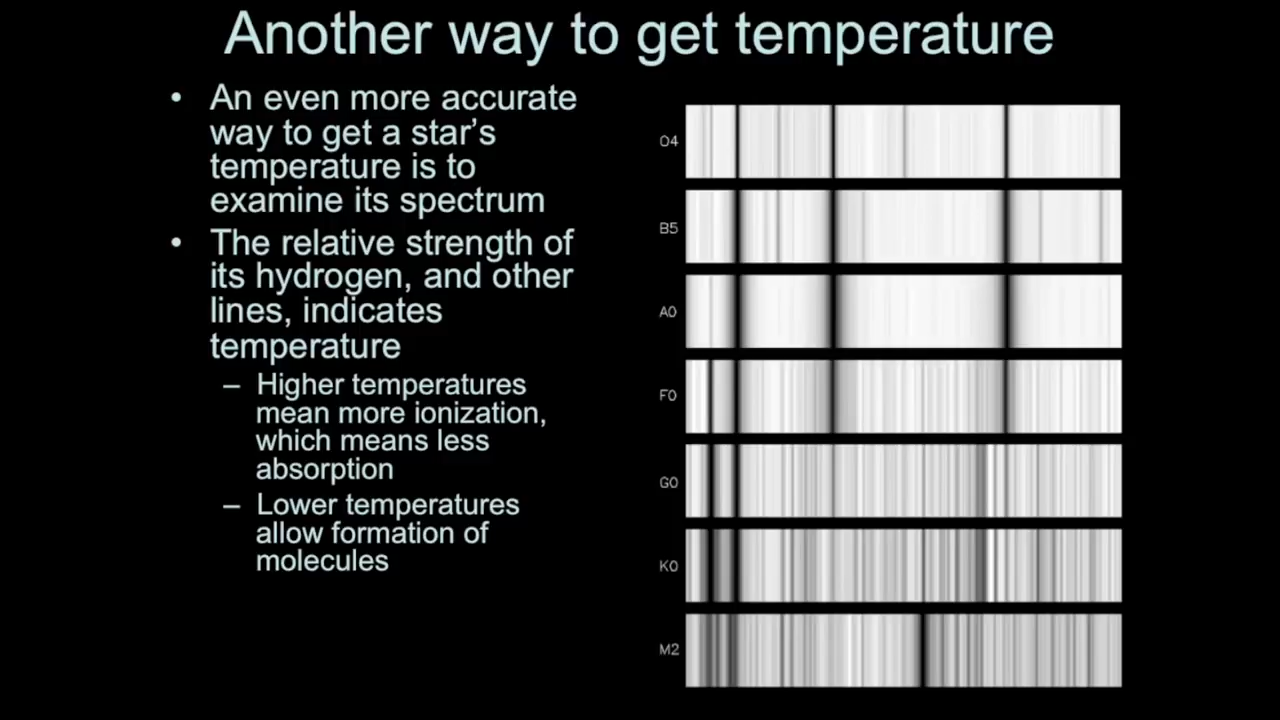 Another way to get temperature
• An even more accurate
way to get a star's
temperature is to
examine its spectrum
• The relative strength of
its hydrogen, and other
lines, indicates
temperature
– Higher temperatures
mean more ionization,
which means less
absorption
– Lower temperatures
allow formation of
molecules
O4
B5
A0
F0
G0
K0
M2